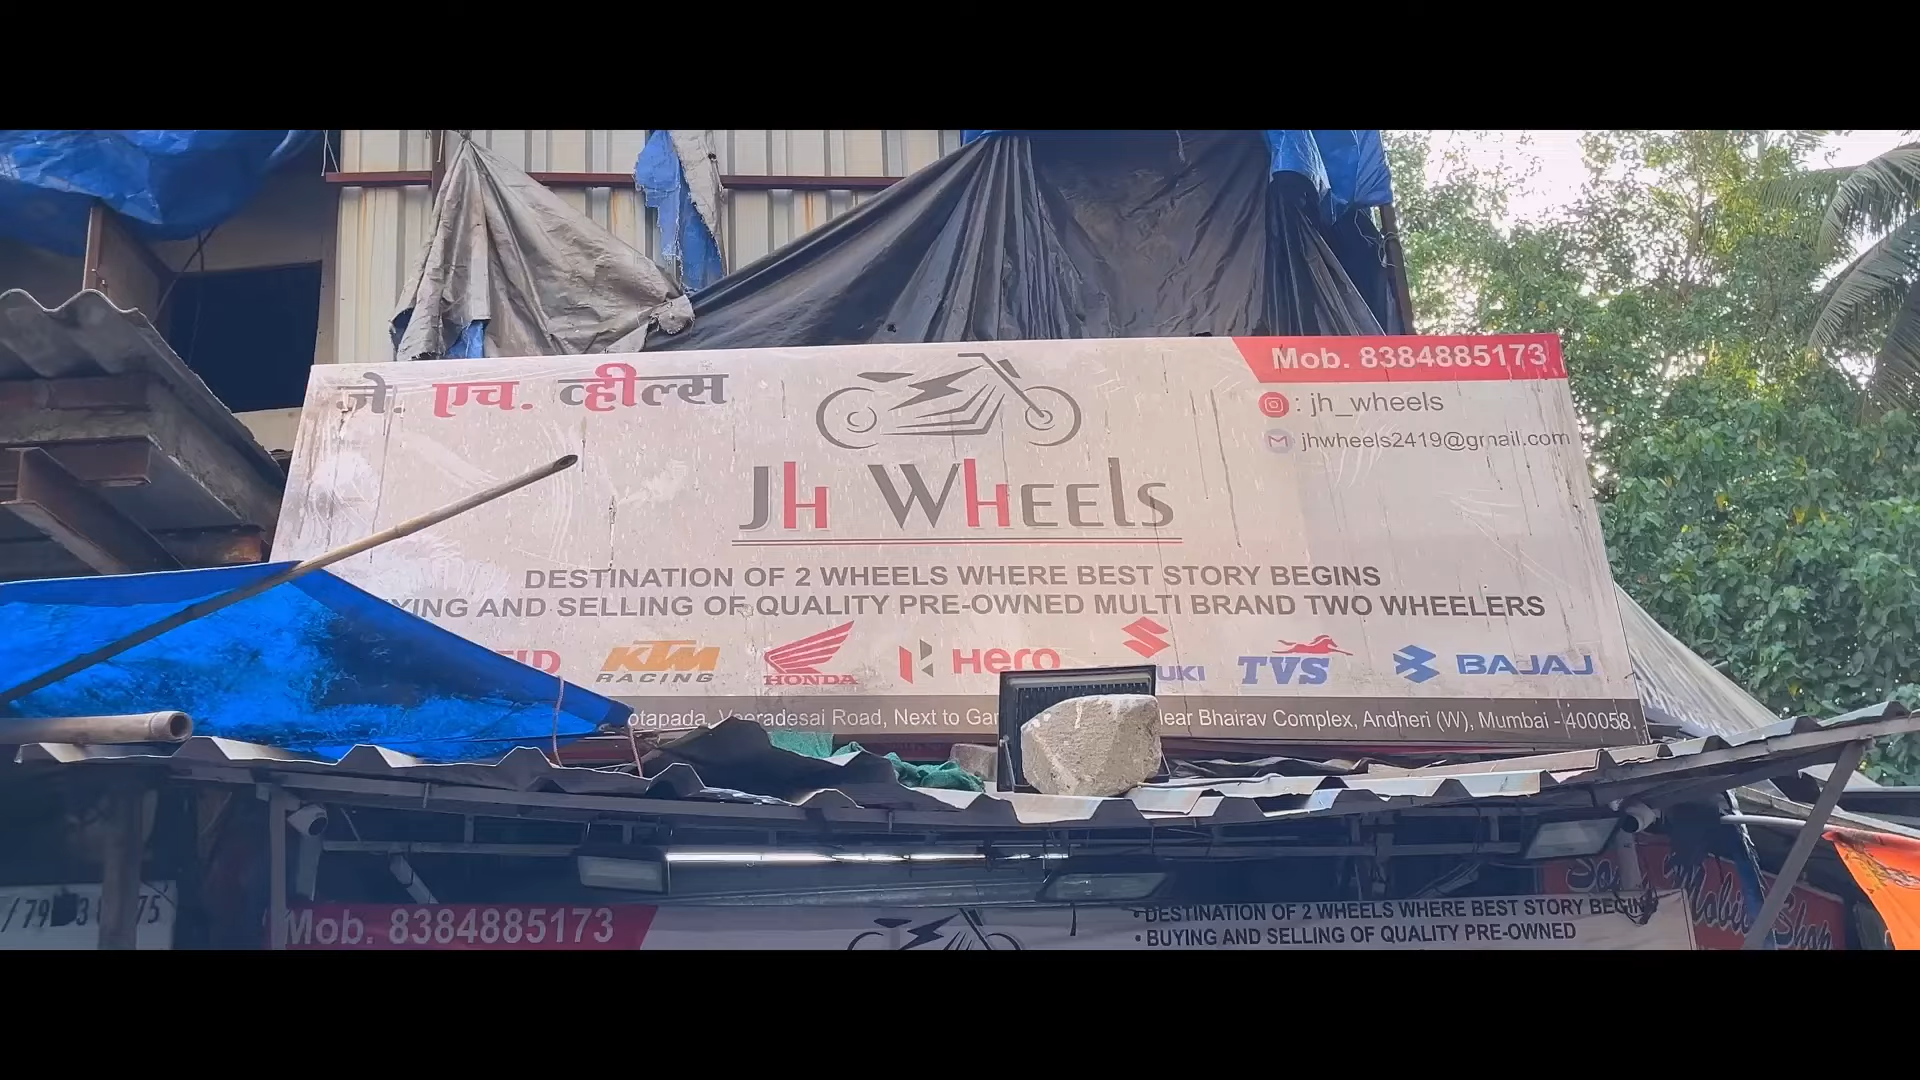 जे. एच. व्हील्स
Mob. 8384885173
: jh_wheels
jhwheels2419@gmail.com
Jh WhEEls
DESTINATION OF 2 WHEELS WHERE BEST STORY BEGINS
AND SELLING OF QUALITY PRE-OWNED MULTI BRAND TWO WHEELERS
KTM RACING
HONDA
Hero
TVS
BAJAJ
Veeradesai Road, Next to
Bhairav Complex, Andheri (W), Mumbai - 400058.
Mob. 8384885173
• DESTINATION OF 2 WHEELS WHERE BEST STORY BEGINS
• BUYING AND SELLING OF QUALITY PRE-OWNED
Shop